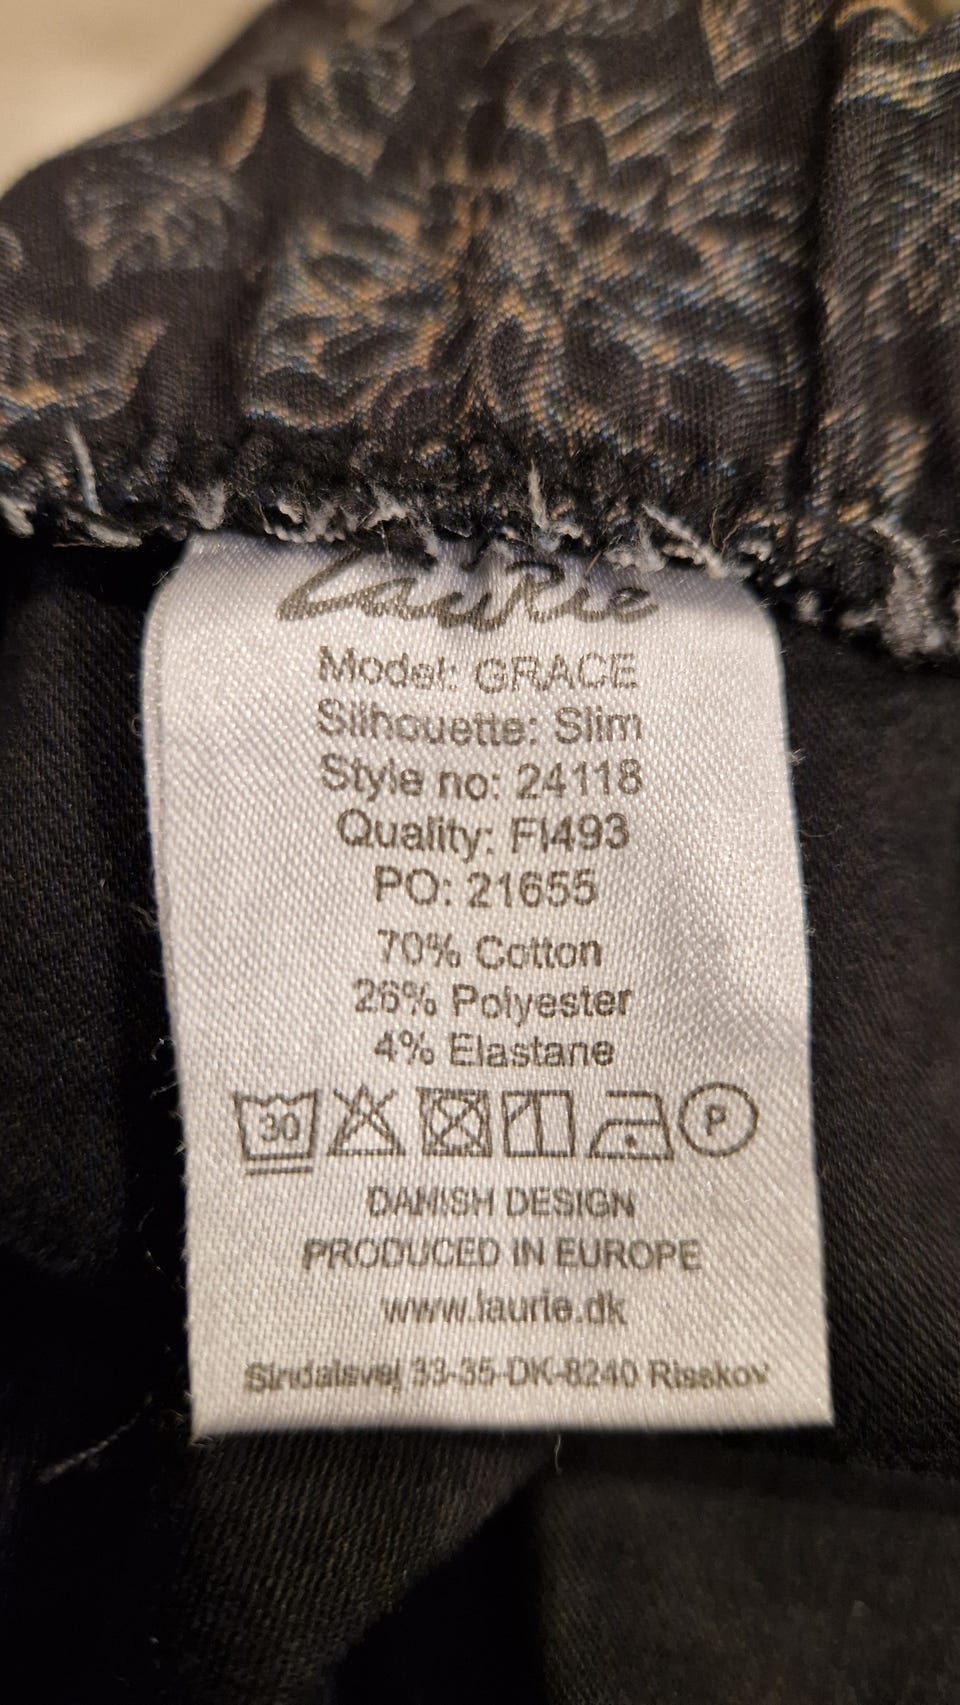 LauRie
Model: GRACE
Silhouette: Slim
Style no: 24118
Quality: FI493
PO: 21655
70% Cotton
26% Polyester
4% Elastane
30 P
DANISH DESIGN
PRODUCED IN EUROPE
www.laurie.dk
Sindalsvej 33-35-DK-8240 Risskov